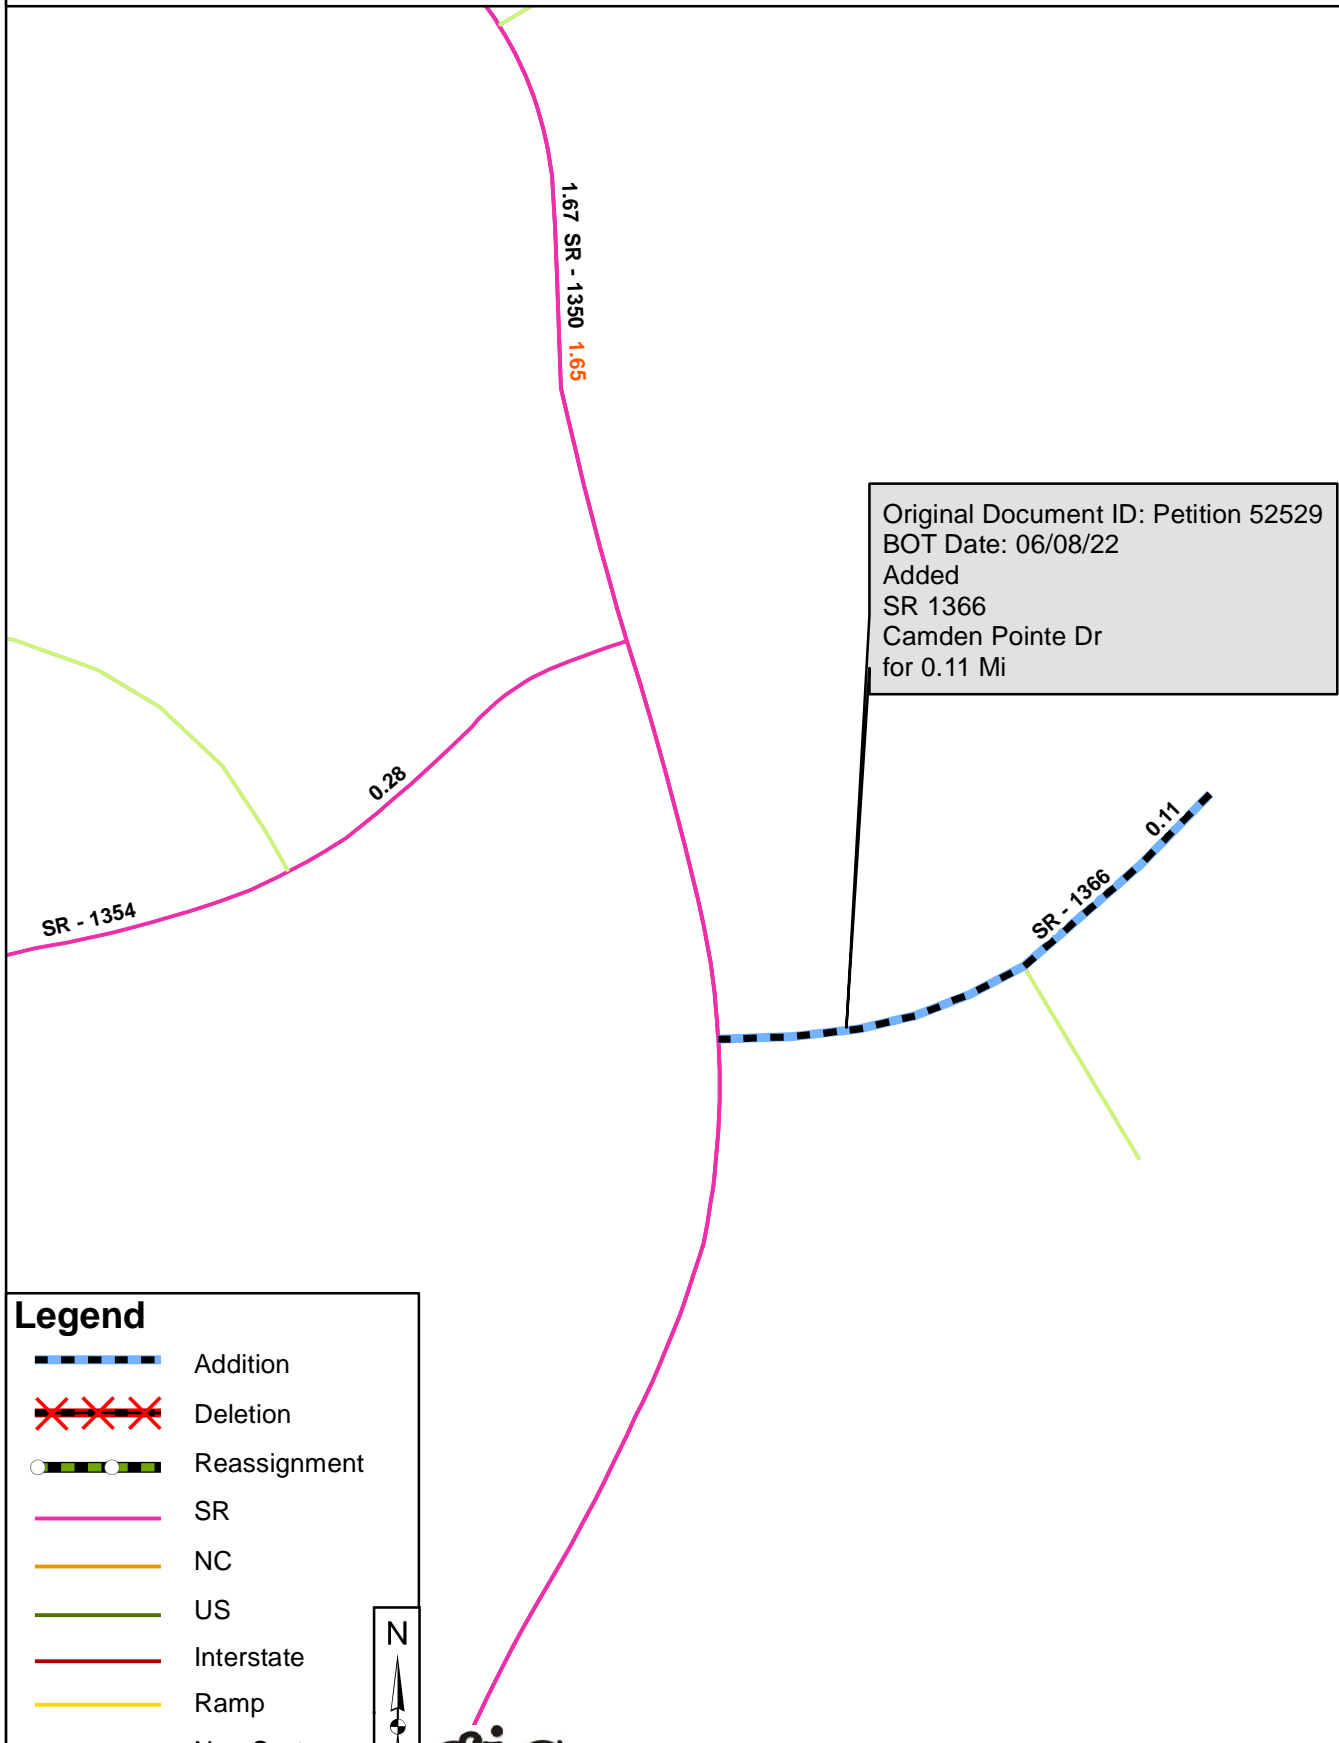 1.67 SR - 1350 1.65
Original Document ID: Petition 52529
BOT Date: 06/08/22
Added
SR 1366
Camden Pointe Dr
for 0.11 Mi
0.28
0.11
SR - 1366
SR - 1354
Legend
Addition
Deletion
Reassignment
SR
NC
US
Interstate
Ramp
N